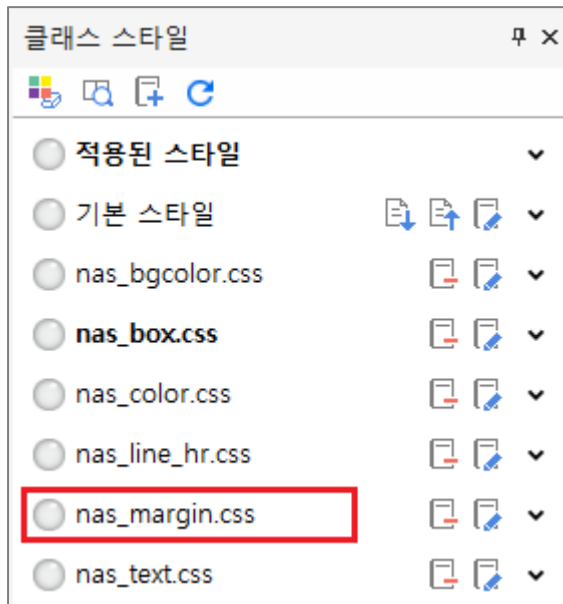 클래스 스타일
적용된 스타일
기본 스타일
nas_bgcolor.css
nas_box.css
nas_color.css
nas_line_hr.css
nas_margin.css
nas_text.css